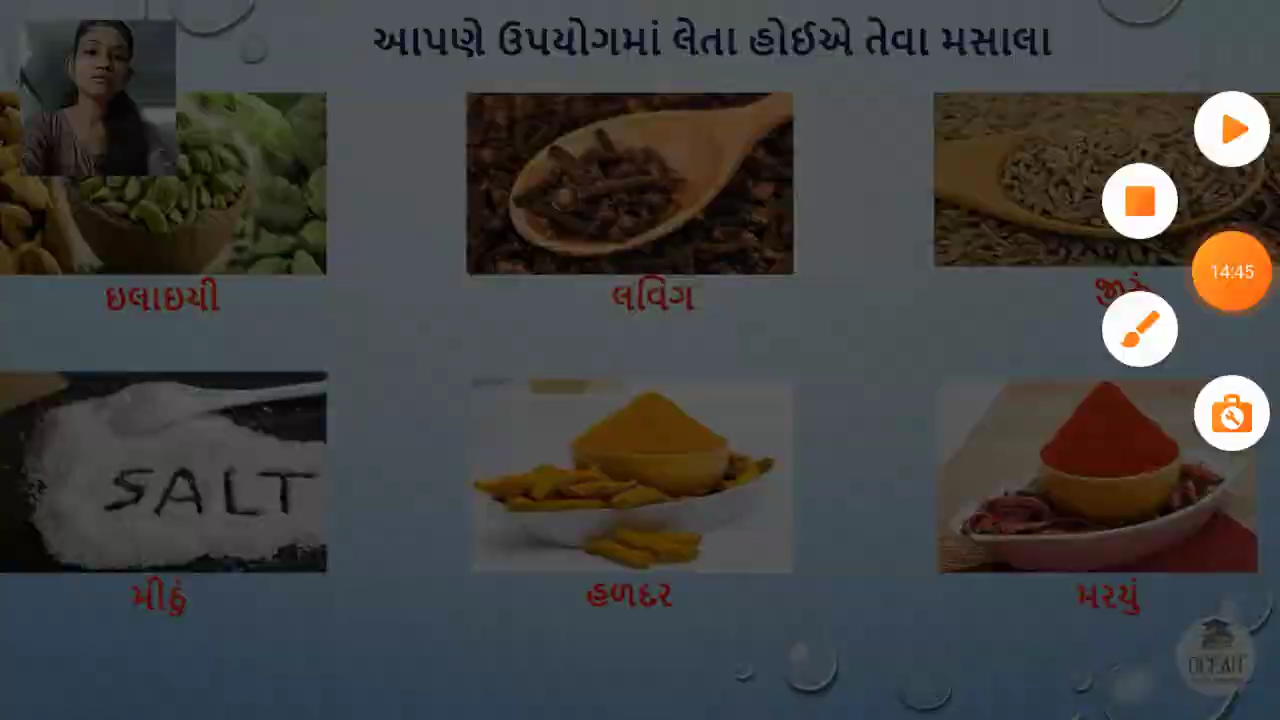 આપણે ઉપયોગમાં લેતા હોઈએ તેવા મસાલા
14:45
ઇલાઇચી
લવિંગ
SALT
મીઠું
હળદર
મરચું